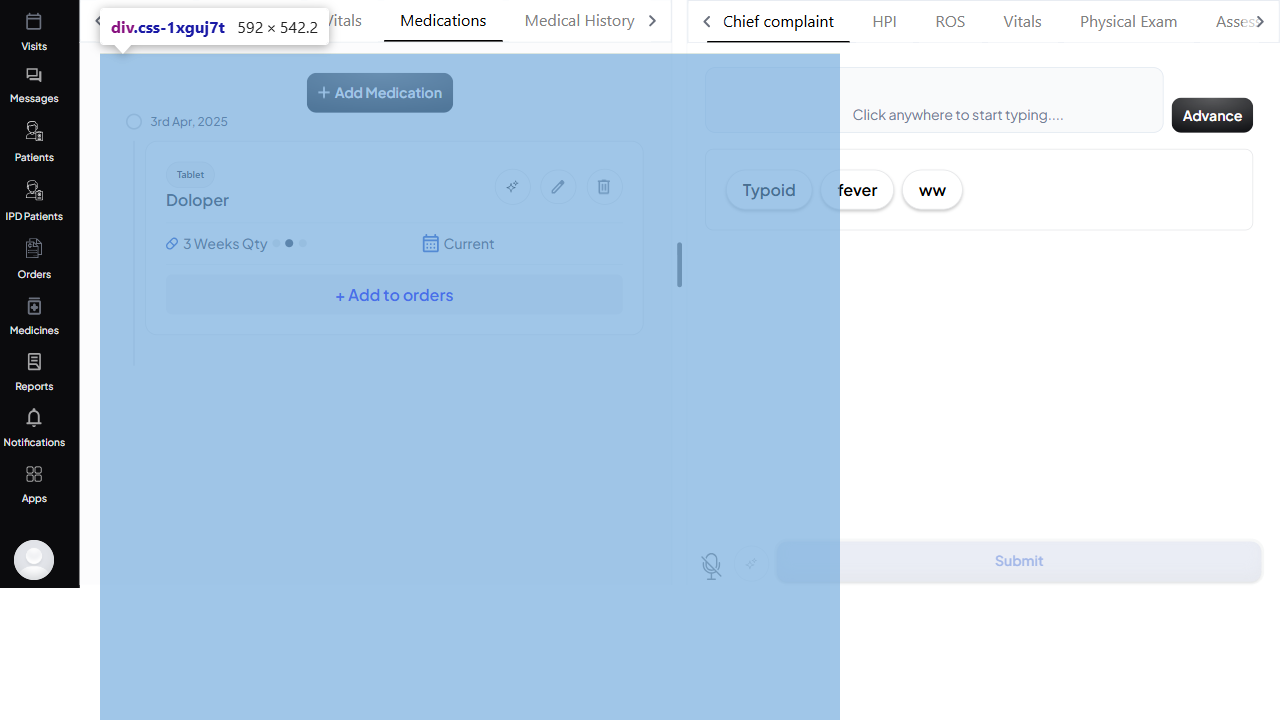 div.css-1xguj7t 592 × 542.2
Vitals
Medications
Medical History
Chief complaint
HPI
ROS
Vitals
Physical Exam
Visits
Messages
Patients
IPD Patients
Orders
Medicines
Reports
Notifications
Apps
+ Add Medication
3rd Apr, 2025
Tablet
Doloper
3 Weeks Qty
Current
+ Add to orders
Click anywhere to start typing....
Advance
Typoid
fever
ww
Submit